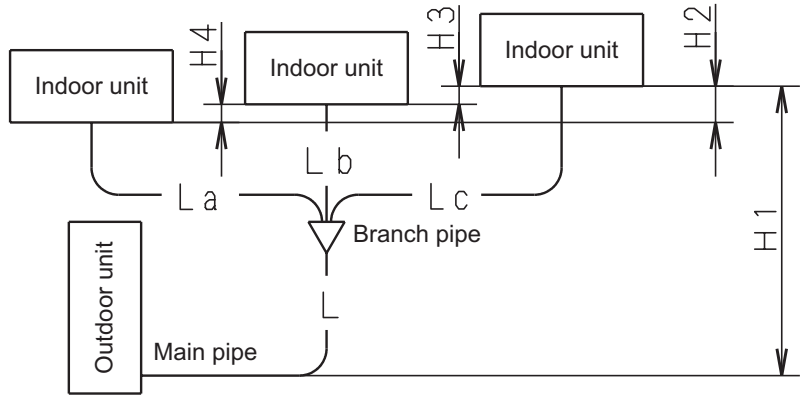 H4
H3
H2
Indoor unit
Indoor unit
Indoor unit
Lb
La
Lc
Branch pipe
H1
Outdoor unit
L
Main pipe